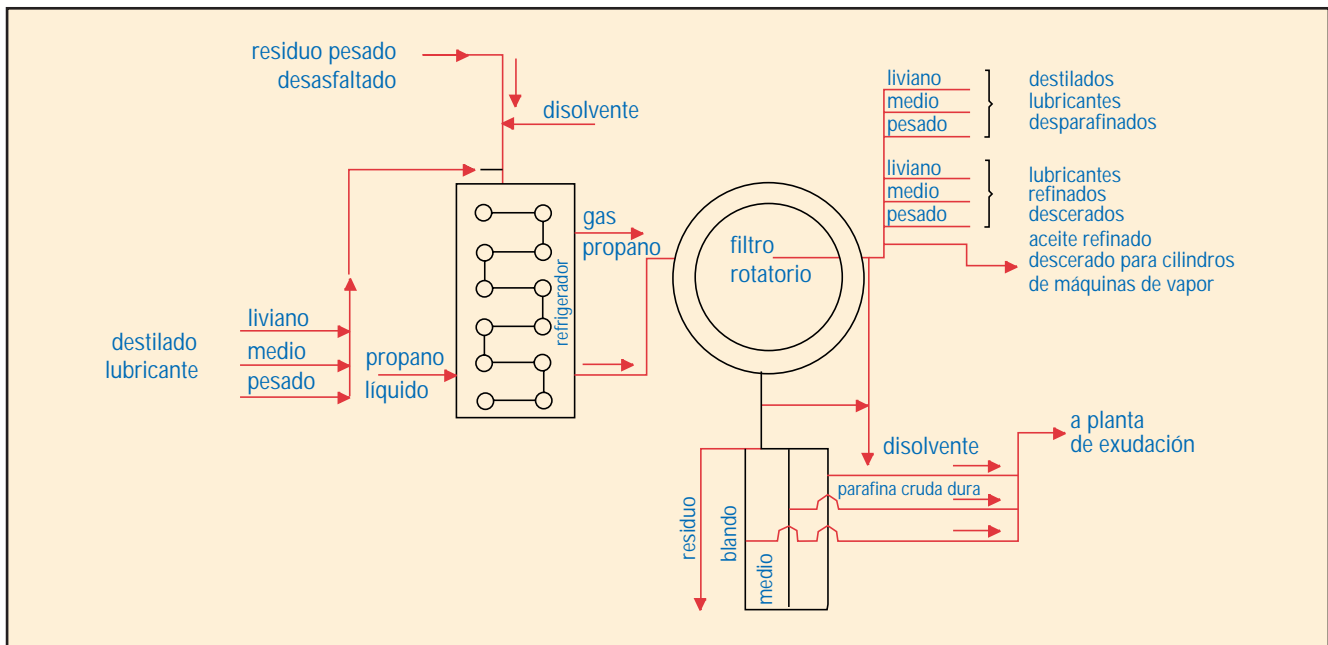 residuo pesado
desasfaltado
disolvente
liviano
medio
pesado
destilados
lubricantes
desparafinados
liviano
medio
pesado
lubricantes
refinados
descerados
aceite refinado
descerado para cilindros
de máquinas de vapor
gas
propano
refrigerador
filtro
rotatorio
destilado
lubricante
liviano
medio
pesado
propano
líquido
a planta
de exudación
disolvente
parafina cruda dura
residuo
blando
medio